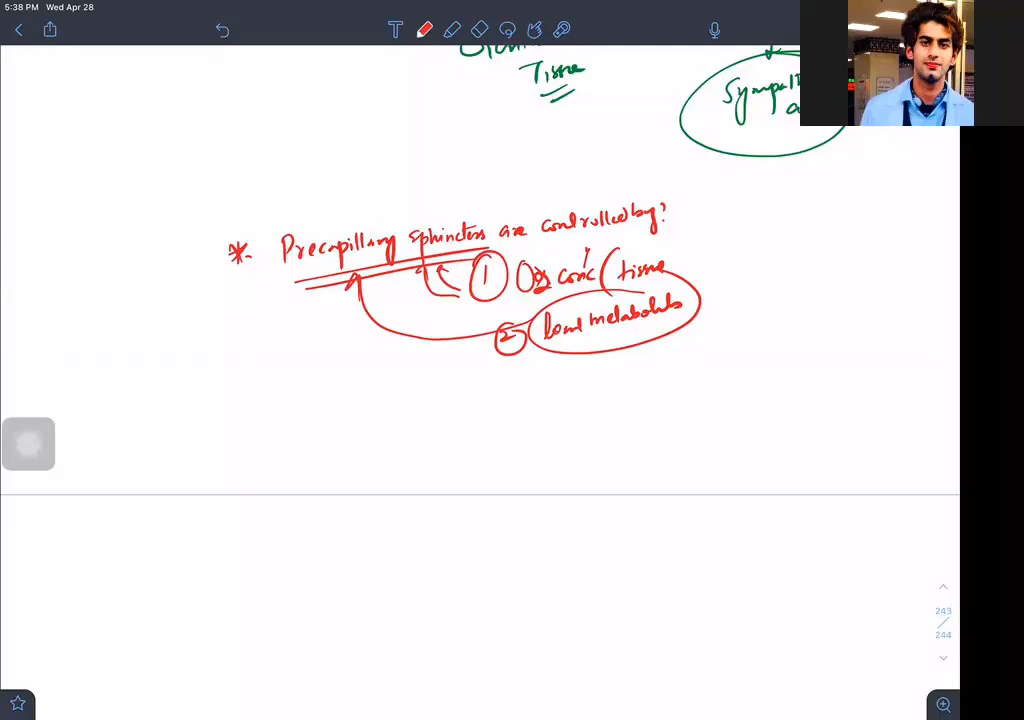 5:38 PM Wed Apr 28
Tissue
*. Precapillary sphincters are controlled by?
1 O2 conc (tissue
2 local metabolites
243
244